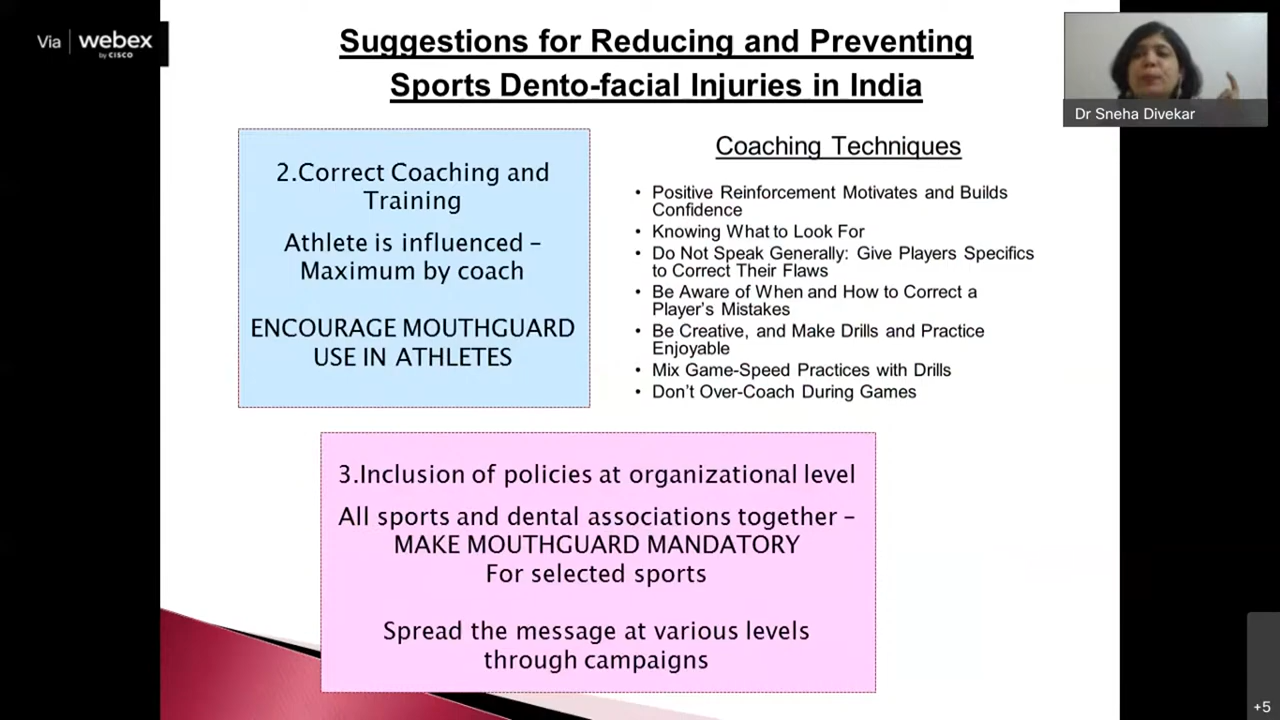 Via webex
by CISCO
Suggestions for Reducing and Preventing
Sports Dento-facial Injuries in India
Dr Sneha Divekar
2.Correct Coaching and
Training
Athlete is influenced –
Maximum by coach
ENCOURAGE MOUTHGUARD
USE IN ATHLETES
Coaching Techniques
• Positive Reinforcement Motivates and Builds
Confidence
• Knowing What to Look For
• Do Not Speak Generally: Give Players Specifics
to Correct Their Flaws
• Be Aware of When and How to Correct a
Player's Mistakes
• Be Creative, and Make Drills and Practice
Enjoyable
• Mix Game-Speed Practices with Drills
• Don't Over-Coach During Games
3.Inclusion of policies at organizational level
All sports and dental associations together –
MAKE MOUTHGUARD MANDATORY
For selected sports
Spread the message at various levels
through campaigns
+5